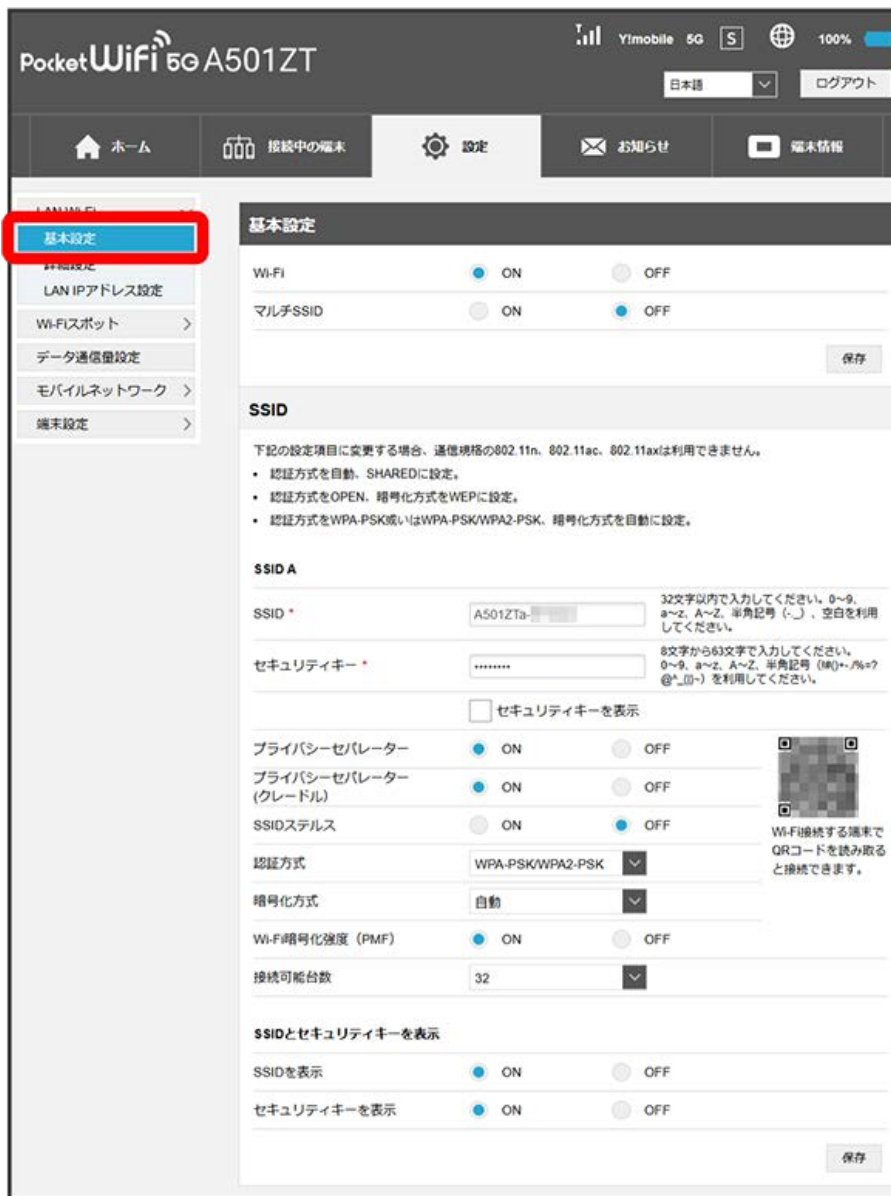 Pocket WiFi 5G A501ZT
Y!mobile 5G S 100%
日本語
ログアウト
ホーム
接続中の端末
設定
お知らせ
端末情報
LAN Wi-Fi
基本設定
詳細設定
LAN IPアドレス設定
Wi-Fiスポット
データ通信量設定
モバイルネットワーク
端末設定
基本設定
Wi-Fi ON OFF
マルチSSID ON OFF
保存
SSID
下記の設定項目に変更する場合、通信規格の802.11n、802.11ac、802.11axは利用できません。
• 認証方式を自動、SHAREDに設定。
• 認証方式をOPEN、暗号化方式をWEPに設定。
• 認証方式をWPA-PSK或いはWPA-PSK/WPA2-PSK、暗号化方式を自動に設定。
SSID A
SSID * A501ZTa-
32文字以内で入力してください。0～9、
a～z、A～Z、半角記号（-._）、空白を利用
してください。
セキュリティキー * ••••••••
8文字から63文字で入力してください。
0～9、a～z、A～Z、半角記号
を利用してください。
セキュリティキーを表示
プライバシーセパレーター ON OFF
プライバシーセパレーター
(クレードル） ON OFF
SSIDステルス ON OFF
Wi-Fi接続する端末で
QRコードを読み取る
と接続できます。
認証方式 WPA-PSK/WPA2-PSK
暗号化方式 自動
Wi-Fi暗号化強度（PMF） ON OFF
接続可能台数 32
SSIDとセキュリティキーを表示
SSIDを表示 ON OFF
セキュリティキーを表示 ON OFF
保存